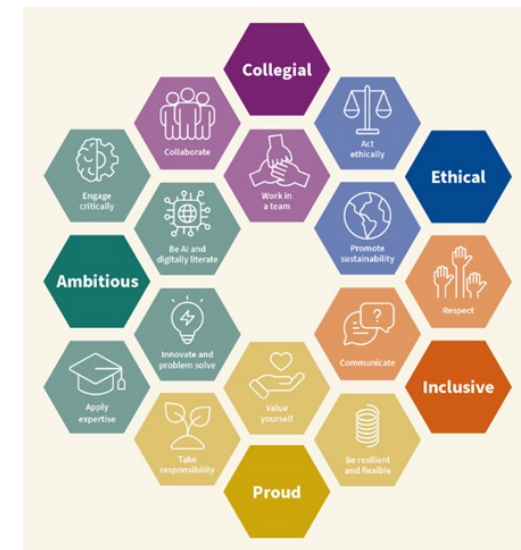 Collegial
Collaborate
Act
ethically
Engage
critically
Work in
a team
Ethical
Be AI and
digitally literate
Promote
sustainability
Ambitious
Respect
?
Innovate and
problem solve
Communicate
Apply
expertise
Value
yourself
Inclusive
Take
responsibility
Be resilient
and flexible
Proud